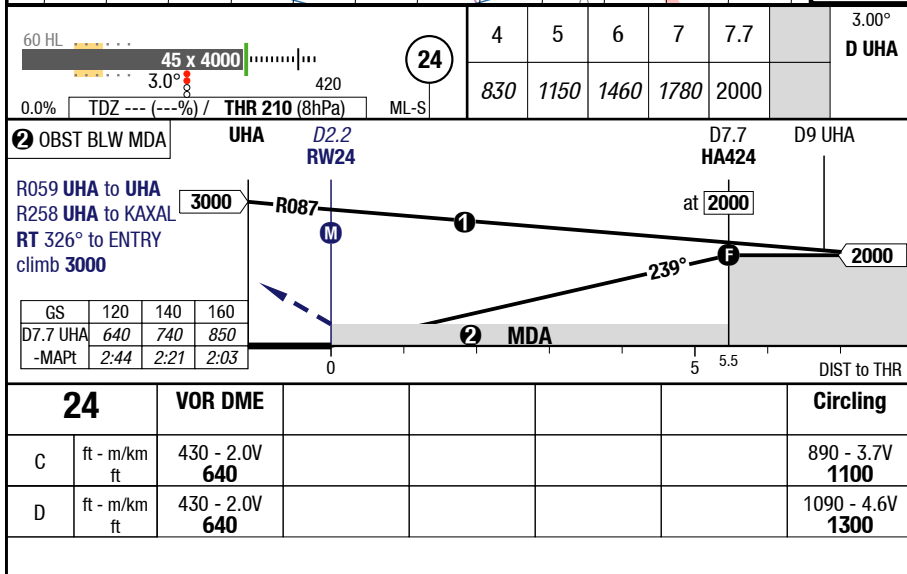 60 HL
45 x 4000
3.0°
420
0.0%
TDZ --- (---%) / THR 210 (8hPa)
ML-S
24
4 5 6 7 7.7
3.00°
D UHA
830 1150 1460 1780 2000
2 OBST BLW MDA
UHA
D2.2
RW24
D7.7
HA424
D9 UHA
R059 UHA to UHA
R258 UHA to KAXAL
RT 326° to ENTRY
climb 3000
3000
R087
1
M
at 2000
F
2000
239°
2 MDA
GS 120 140 160
D7.7 UHA 640 740 850
-MAPt 2:44 2:21 2:03
0 5 5.5 DIST to THR
24 VOR DME Circling
C ft - m/km 430 - 2.0V 890 - 3.7V
ft 640 1100
D ft - m/km 430 - 2.0V 1090 - 4.6V
ft 640 1300